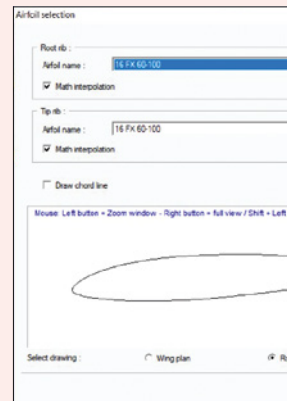 Airfoil selection
Root rib :
Airfoil name : 16 FX 60-100
Math interpolation
Tip rib :
Airfoil name : 16 FX 60-100
Math interpolation
Draw chord line
Mouse: Left button = Zoom window - Right button = full view / Shift + Left
Select drawing : Wing plan